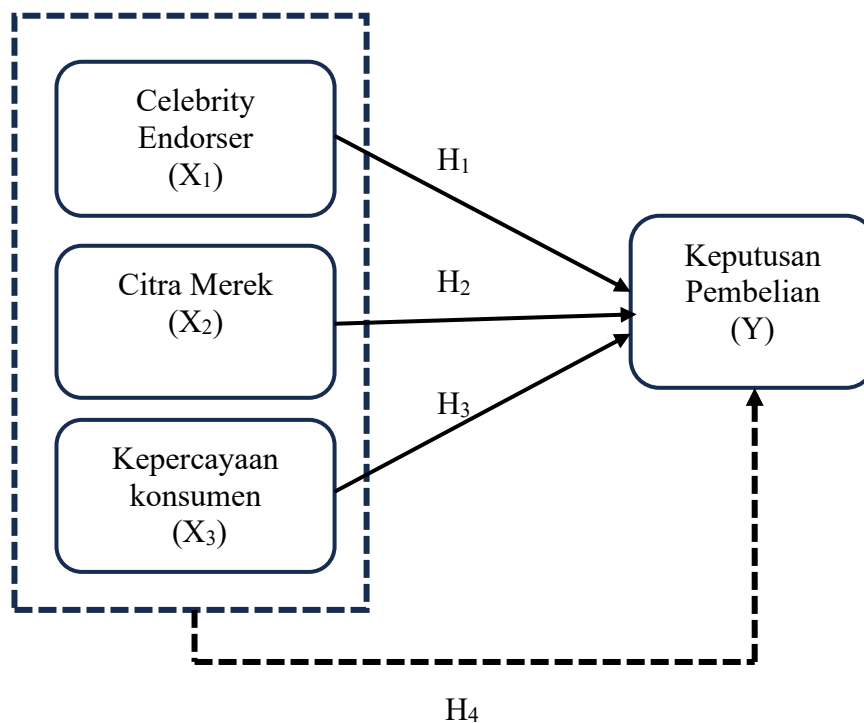 Celebrity
Endorser
(X₁)
H₁
Citra Merek
(X₂)
H₂
Keputusan
Pembelian
(Y)
H₃
Kepercayaan
konsumen
(X₃)
H₄